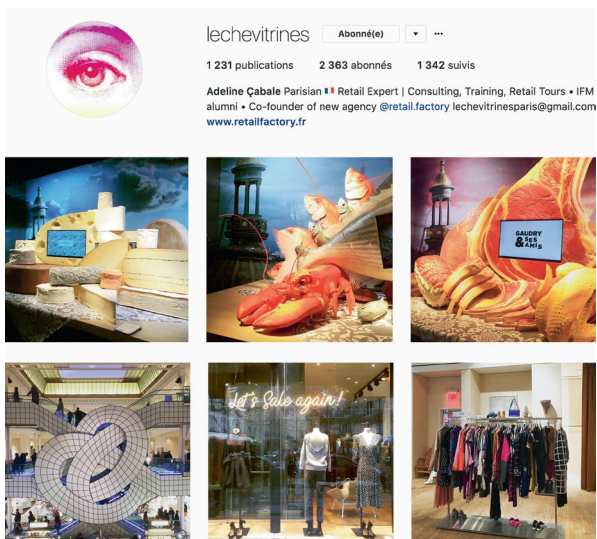 lechevitrines Abonné(e)
1 231 publications 2 363 abonnés 1 342 suivis
Adeline Çabale Parisian 🇫🇷 Retail Expert | Consulting, Training, Retail Tours • IFM
alumni • Co-founder of new agency @retail.factory lechevitrinesparis@gmail.com
www.retailfactory.fr
GAUDRY
& SES
AMIS
Let's Sale again!
EXIT